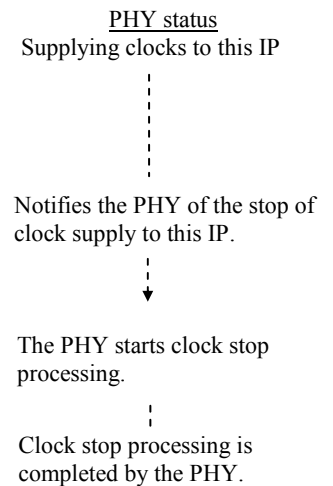 PHY status
Supplying clocks to this IP
Notifies the PHY of the stop of
clock supply to this IP.
The PHY starts clock stop
processing.
Clock stop processing is
completed by the PHY.